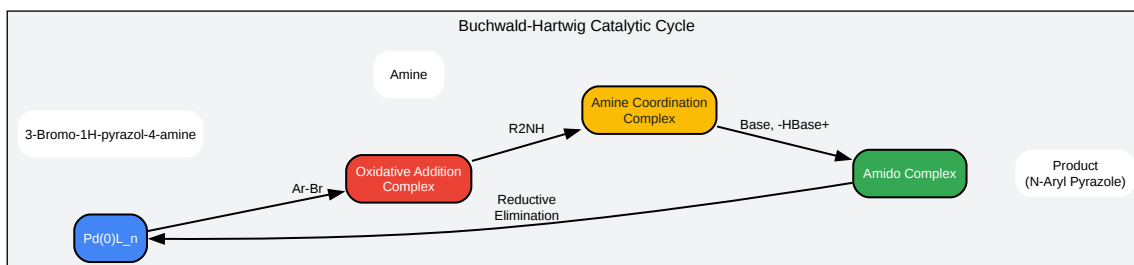 Buchwald-Hartwig Catalytic Cycle
Amine
3-Bromo-1H-pyrazol-4-amine
Amine Coordination
Complex
R2NH
Base, -HBase+
Oxidative Addition
Complex
Amido Complex
Product
(N-Aryl Pyrazole)
Ar-Br
Reductive
Elimination
Pd(0)L_n